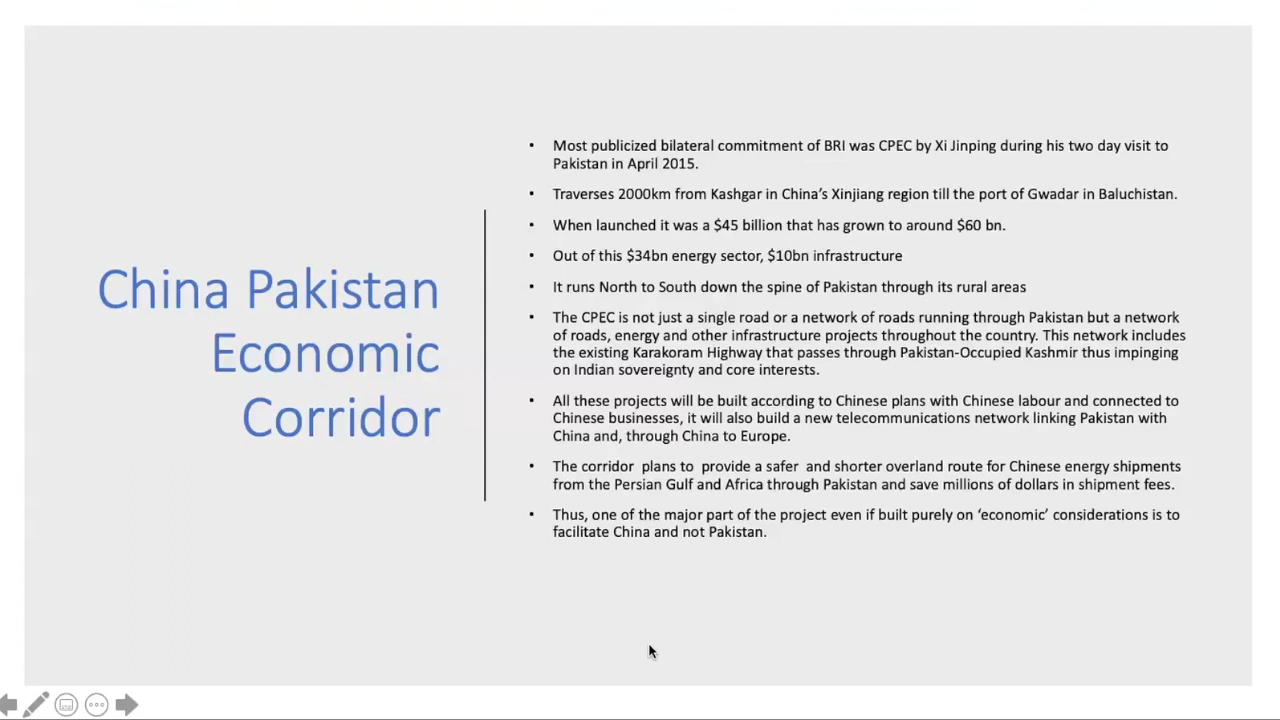 China Pakistan
Economic
Corridor
• Most publicized bilateral commitment of BRI was CPEC by Xi Jinping during his two day visit to
Pakistan in April 2015.
• Traverses 2000km from Kashgar in China’s Xinjiang region till the port of Gwadar in Baluchistan.
• When launched it was a $45 billion that has grown to around $60 bn.
• Out of this $34bn energy sector, $10bn infrastructure
• It runs North to South down the spine of Pakistan through its rural areas
• The CPEC is not just a single road or a network of roads running through Pakistan but a network
of roads, energy and other infrastructure projects throughout the country. This network includes
the existing Karakoram Highway that passes through Pakistan-Occupied Kashmir thus impinging
on Indian sovereignty and core interests.
• All these projects will be built according to Chinese plans with Chinese labour and connected to
Chinese businesses, it will also build a new telecommunications network linking Pakistan with
China and, through China to Europe.
• The corridor plans to provide a safer and shorter overland route for Chinese energy shipments
from the Persian Gulf and Africa through Pakistan and save millions of dollars in shipment fees.
• Thus, one of the major part of the project even if built purely on ‘economic’ considerations is to
facilitate China and not Pakistan.